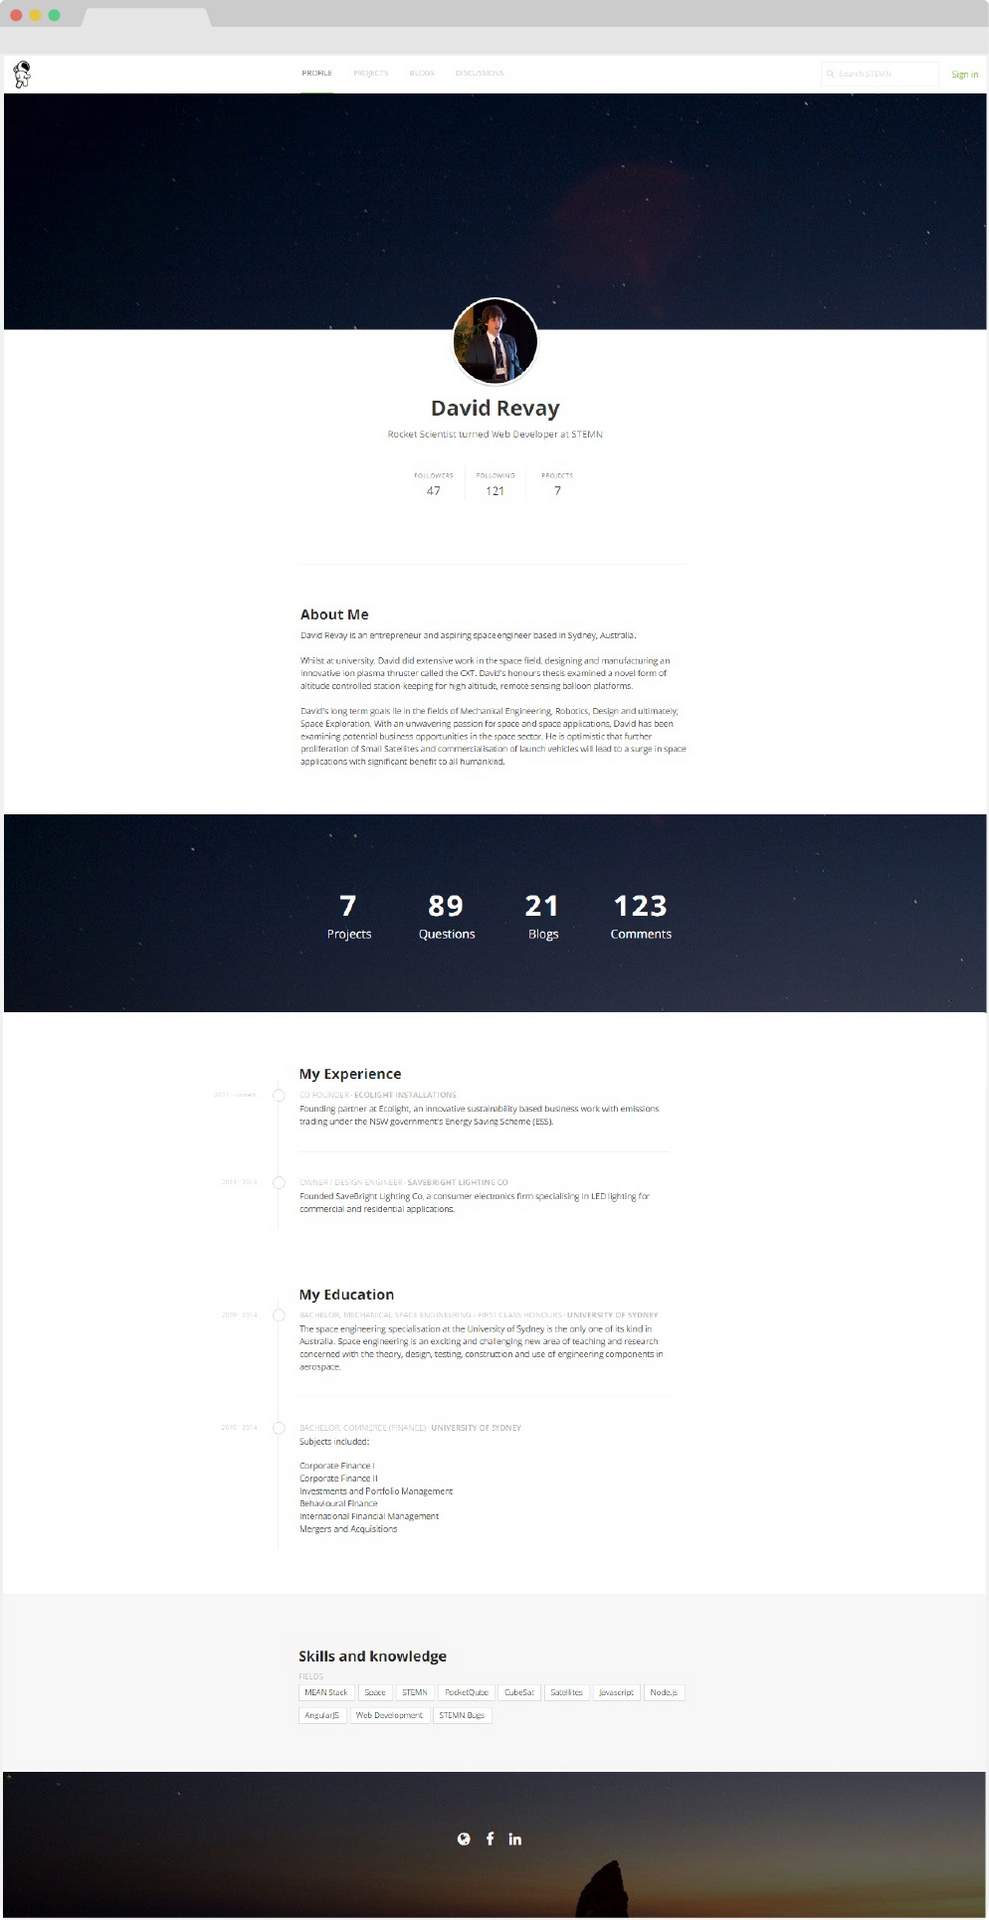 PROFILE PROJECTS BLOGS DISCUSSIONS Search STEMN Sign in
David Revay
Rocket Scientist turned Web Developer at STEMN
FOLLOWERS FOLLOWING PROJECTS
47 121 7
About Me
David Revay is an entrepreneur and aspiring space engineer based in Sydney, Australia.
Whilst at university, David did extensive work in the space field, designing and manufacturing an
innovative ion plasma thruster called the CXT. David's honours thesis examined a novel form of
altitude controlled station keeping for high altitude, remote sensing balloon platforms.
David's long term goals lie in the fields of Mechanical Engineering, Robotics, Design and ultimately;
Space Exploration. With an unwavering passion for space and space applications, David has been
examining potential business opportunities in the space sector. He is optimistic that further
proliferation of Small Satellites and commercialisation of launch vehicles will lead to a surge in space
applications with significant benefit to all humankind.
7 89 21 123
Projects Questions Blogs Comments
My Experience
CO FOUNDER · ECOLIGHT INSTALLATIONS
Founding partner at Ecolight, an innovative sustainability based business work with emissions
trading under the NSW government's Energy Saving Scheme (ESS).
OWNER / DESIGN ENGINEER · SAVEBRIGHT LIGHTING CO
Founded SaveBright Lighting Co, a consumer electronics firm specialising in LED lighting for
commercial and residential applications.
My Education
2009 - 2014 BACHELOR, MECHANICAL SPACE ENGINEERING - FIRST CLASS HONOURS · UNIVERSITY OF SYDNEY
The space engineering specialisation at the University of Sydney is the only one of its kind in
Australia. Space engineering is an exciting and challenging new area of teaching and research
concerned with the theory, design, testing, construction and use of engineering components in
aerospace.
2010 - 2014 BACHELOR, COMMERCE (FINANCE) · UNIVERSITY OF SYDNEY
Subjects included:
Corporate Finance I
Corporate Finance II
Investments and Portfolio Management
Behavioural Finance
International Financial Management
Mergers and Acquisitions
Skills and knowledge
FIELDS
MEAN Stack Space STEMN PocketQube CubeSat Satellites Javascript Node.js
AngularJS Web Development STEMN Bugs